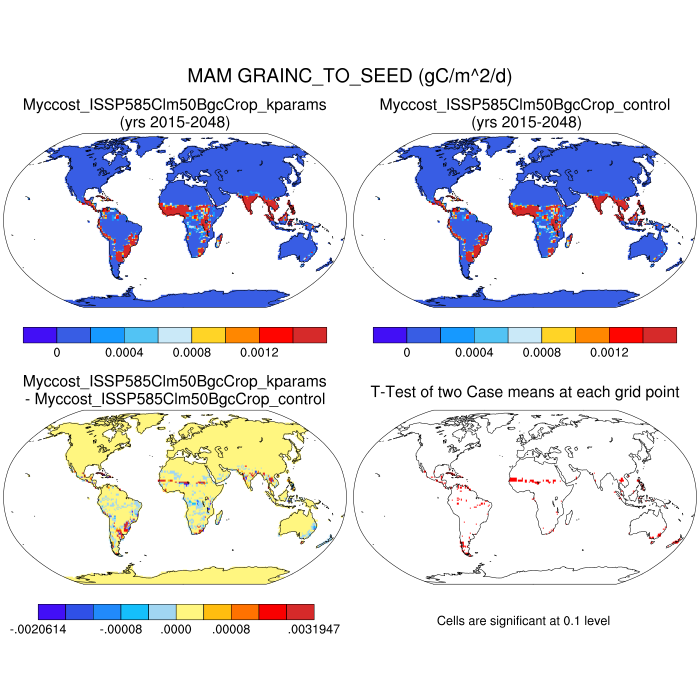 MAM GRAINC_TO_SEED (gC/m^2/d)
Myccost_ISSP585Clm50BgcCrop_kparams
(yrs 2015-2048)
Myccost_ISSP585Clm50BgcCrop_control
(yrs 2015-2048)
0 0.0004 0.0008 0.0012
0 0.0004 0.0008 0.0012
Myccost_ISSP585Clm50BgcCrop_kparams
- Myccost_ISSP585Clm50BgcCrop_control
T-Test of two Case means at each grid point
-.0020614 -.00008 .0000 .00008 .0031947
Cells are significant at 0.1 level